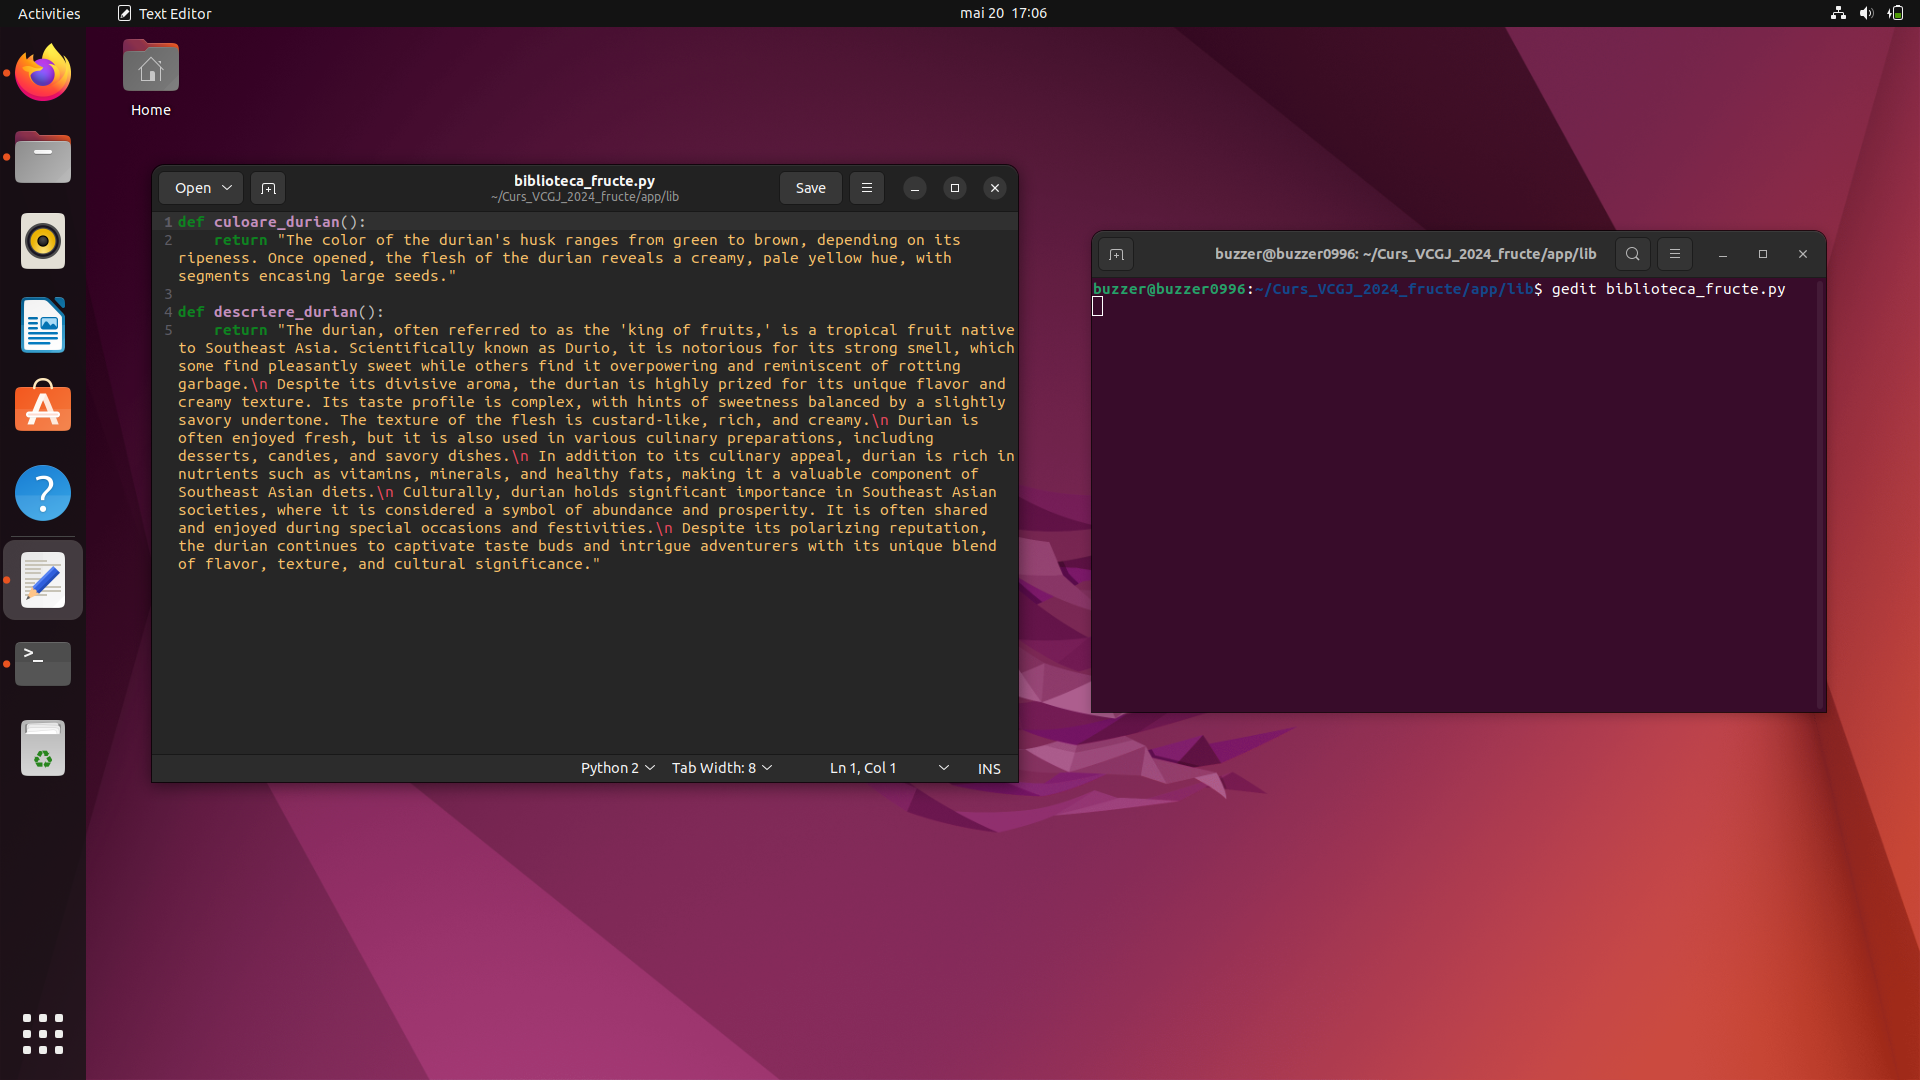 Activities
Text Editor
mai 20 17:06
Home
Open
biblioteca_fructe.py
~/Curs_VCGJ_2024_fructe/app/lib
Save
1 def culoare_durian():
2     return "The color of the durian's husk ranges from green to brown, depending on its
ripeness. Once opened, the flesh of the durian reveals a creamy, pale yellow hue, with
segments encasing large seeds."
3
4 def descriere_durian():
5     return "The durian, often referred to as the 'king of fruits,' is a tropical fruit native
to Southeast Asia. Scientifically known as Durio, it is notorious for its strong smell, which
some find pleasantly sweet while others find it overpowering and reminiscent of rotting
garbage.\n Despite its divisive aroma, the durian is highly prized for its unique flavor and
creamy texture. Its taste profile is complex, with hints of sweetness balanced by a slightly
savory undertone. The texture of the flesh is custard-like, rich, and creamy.\n Durian is
often enjoyed fresh, but it is also used in various culinary preparations, including
desserts, candies, and savory dishes.\n In addition to its culinary appeal, durian is rich in
nutrients such as vitamins, minerals, and healthy fats, making it a valuable component of
Southeast Asian diets.\n Culturally, durian holds significant importance in Southeast Asian
societies, where it is considered a symbol of abundance and prosperity. It is often shared
and enjoyed during special occasions and festivities.\n Despite its polarizing reputation,
the durian continues to captivate taste buds and intrigue adventurers with its unique blend
of flavor, texture, and cultural significance."
Python 2
Tab Width: 8
Ln 1, Col 1
INS
buzzer@buzzer0996: ~/Curs_VCGJ_2024_fructe/app/lib
buzzer@buzzer0996:~/Curs_VCGJ_2024_fructe/app/lib$ gedit biblioteca_fructe.py